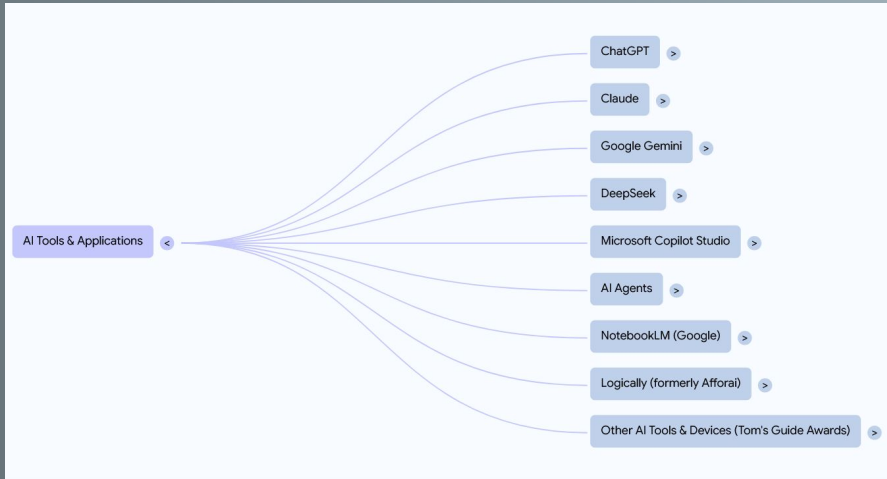 AI Tools & Applications <
ChatGPT >
Claude >
Google Gemini >
DeepSeek >
Microsoft Copilot Studio >
AI Agents >
NotebookLM (Google) >
Logically (formerly Afforai) >
Other AI Tools & Devices (Tom's Guide Awards) >